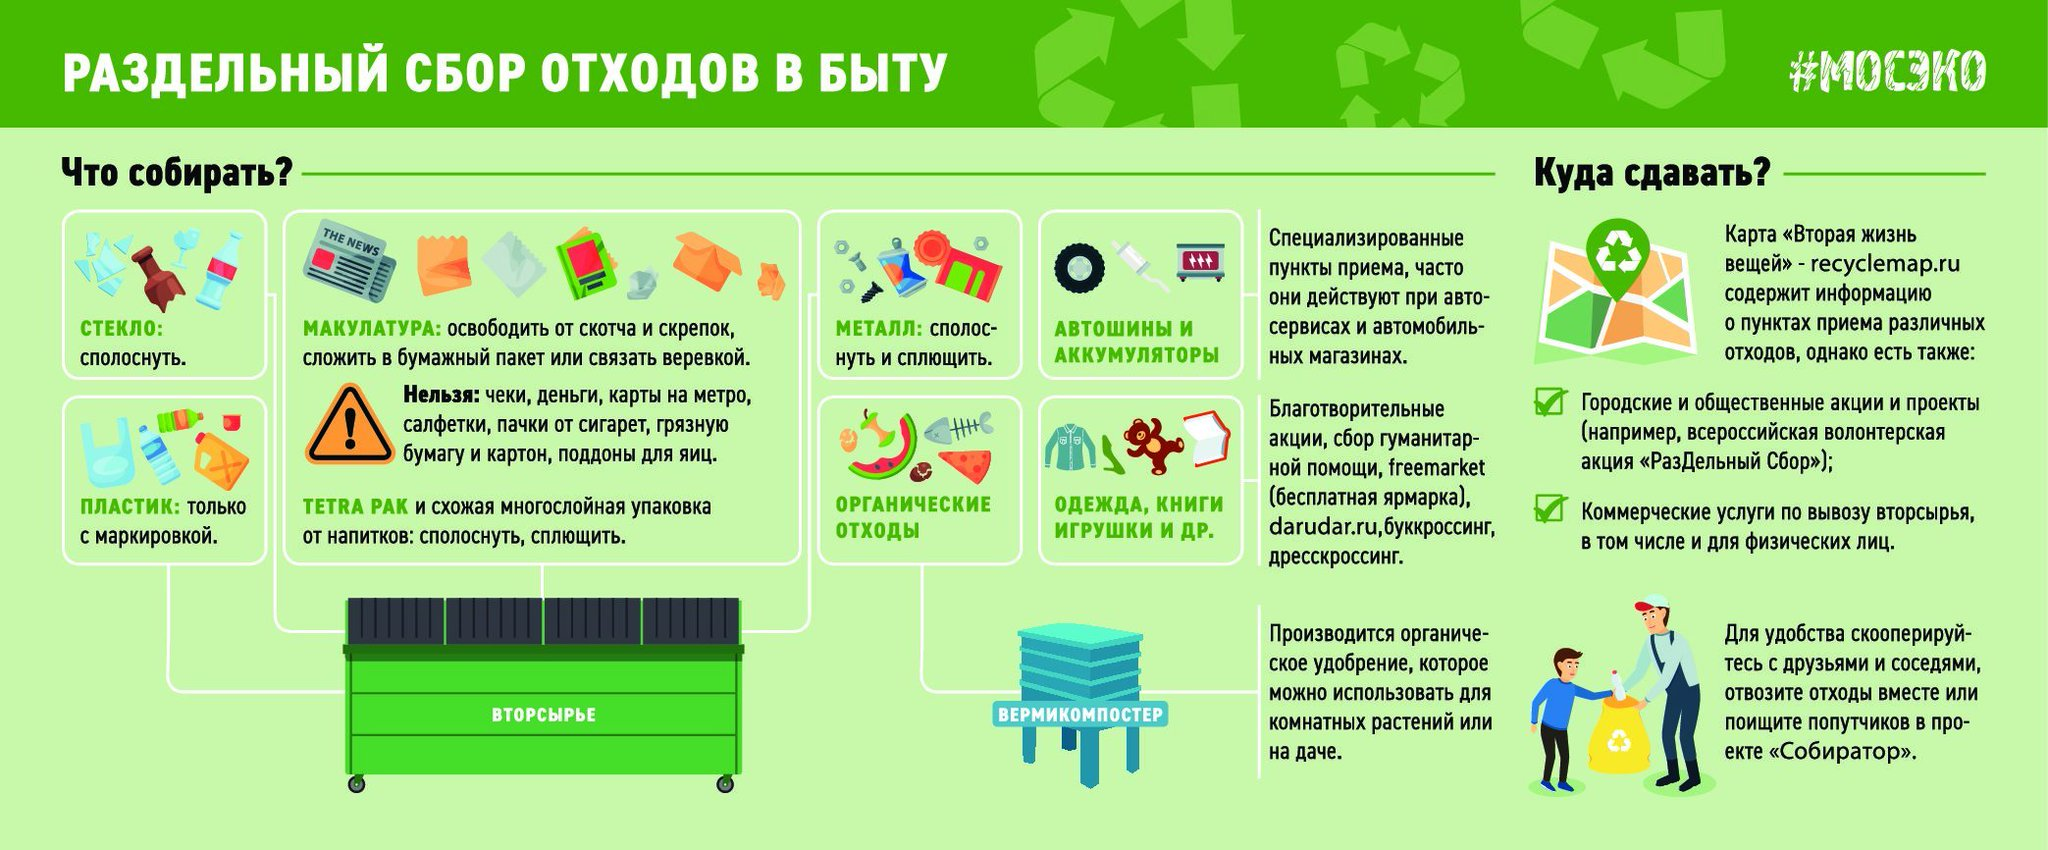 РАЗДЕЛЬНЫЙ СБОР ОТХОДОВ В БЫТУ
#МОСЭКО
Что собирать?
СТЕКЛО:
сполоснуть.
ПЛАСТИК: только
с маркировкой.
THE NEWS
МАКУЛАТУРА: освободить от скотча и скрепок,
сложить в бумажный пакет или связать веревкой.
Нельзя: чеки, деньги, карты на метро,
салфетки, пачки от сигарет, грязную
бумагу и картон, поддоны для яиц.
TETRA PAK и схожая многослойная упаковка
от напитков: сполоснуть, сплющить.
МЕТАЛЛ: сполос-
нуть и сплющить.
ОРГАНИЧЕСКИЕ
ОТХОДЫ
АВТОШИНЫ И
АККУМУЛЯТОРЫ
Специализированные
пункты приема, часто
они действуют при авто-
сервисах и автомобиль-
ных магазинах.
ОДЕЖДА, КНИГИ
ИГРУШКИ И ДР.
Благотворительные
акции, сбор гуманитар-
ной помощи, freemarket
(бесплатная ярмарка),
darudar.ru,буккроссинг,
дресскроссинг.
ВТОРСЫРЬЕ
ВЕРМИКОМПОСТЕР
Производится органиче-
ское удобрение, которое
можно использовать для
комнатных растений или
на даче.
Куда сдавать?
Карта «Вторая жизнь
вещей» - recyclemap.ru
содержит информацию
о пунктах приема различных
отходов, однако есть также:
Городские и общественные акции и проекты
(например, всероссийская волонтерская
акция «РазДельный Сбор»);
Коммерческие услуги по вывозу вторсырья,
в том числе и для физических лиц.
Для удобства скооперируй-
тесь с друзьями и соседями,
отвозите отходы вместе или
поищите попутчиков в про-
екте «Собиратор».